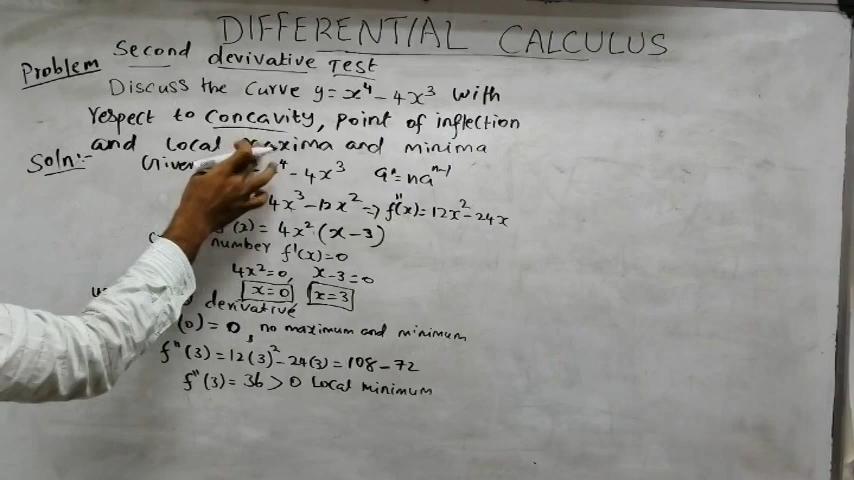 DIFFERENTIAL CALCULUS
Problem Second devivative Test
Discuss the curve y = x⁴ - 4x³ with
respect to concavity, point of inflection
and Local maxima and minima
Soln:- Given ⁴ - 4x³ aⁿ = naⁿ⁻¹
4x³ - 12x² => f''(x) = 12x² - 24x
(x) = 4x² (x - 3)
number f'(x) = 0
4x² = 0, x - 3 = 0
x = 0 x = 3
derivative
(0) = 0, no maximum and minimum
f''(3) = 12(3)² - 24(3) = 108 - 72
f''(3) = 36 > 0 Local minimum